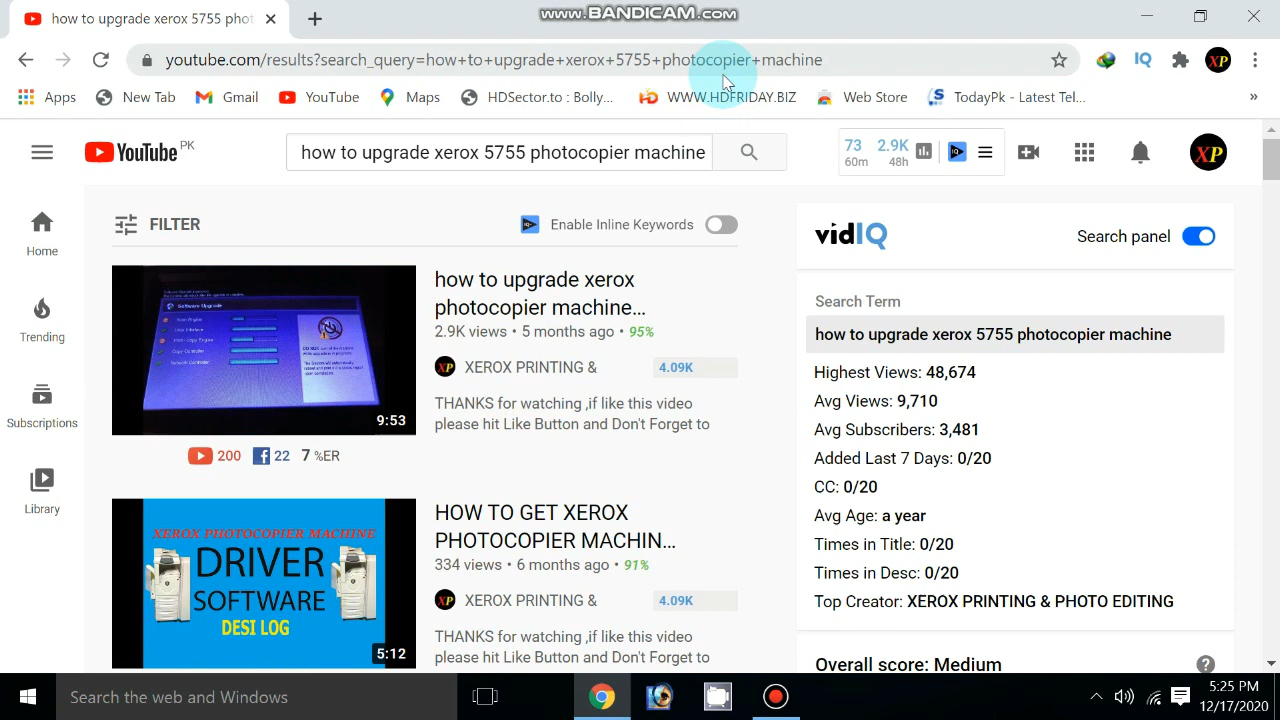 how to upgrade xerox 5755 phot
www.BANDICAM.com
youtube.com/results?search_query=how+to+upgrade+xerox+5755+photocopier+machine
IQ
XP
Apps
New Tab
Gmail
YouTube
Maps
HDSector.to : Bolly...
WWW.HDFRIDAY.BIZ
Web Store
TodayPk - Latest Tel...
»
YouTube PK
how to upgrade xerox 5755 photocopier machine
73
2.9K
60m
48h
XP
Home
Trending
Subscriptions
Library
FILTER
Enable Inline Keywords
Software Upgrade
9:53
how to upgrade xerox
photocopier machine...
2.9K views • 5 months ago • 95%
XP XEROX PRINTING & 4.09K
THANKS for watching ,if like this video
please hit Like Button and Don't Forget to
200 22 7 %ER
XEROX PHOTOCOPIER MACHINE
DRIVER
SOFTWARE
DESI LOG
5:12
HOW TO GET XEROX
PHOTOCOPIER MACHIN...
334 views • 6 months ago • 91%
XP XEROX PRINTING & 4.09K
THANKS for watching ,if like this video
please hit Like Button and Don't Forget to
vidIQ
Search panel
Search Term
how to upgrade xerox 5755 photocopier machine
Highest Views: 48,674
Avg Views: 9,710
Avg Subscribers: 3,481
Added Last 7 Days: 0/20
CC: 0/20
Avg Age: a year
Times in Title: 0/20
Times in Desc: 0/20
Top Creator: XEROX PRINTING & PHOTO EDITING
Overall score: Medium
?
Search the web and Windows
5:25 PM
12/17/2020